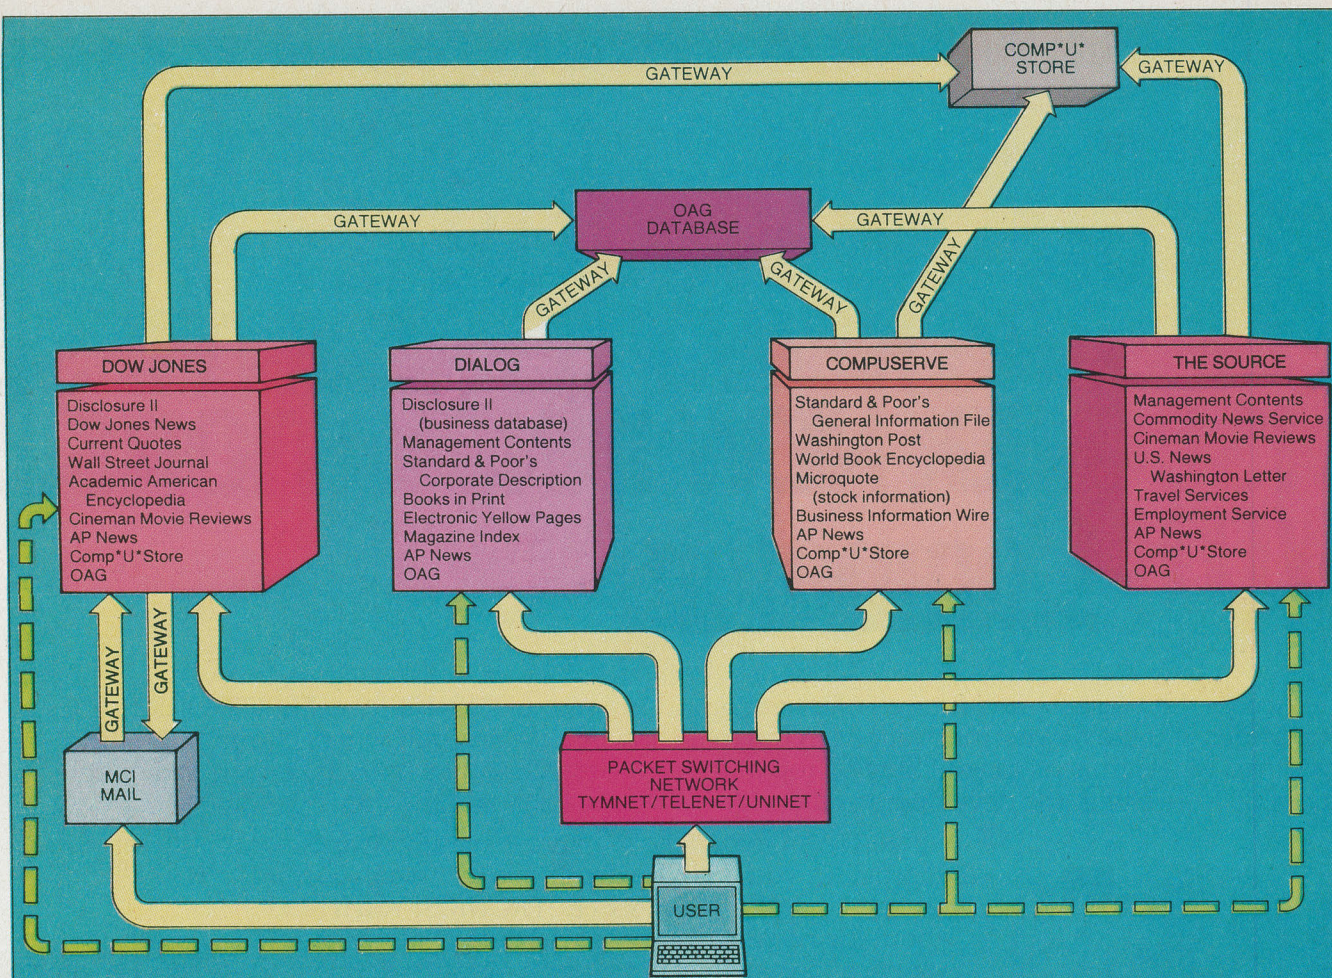 COMP*U*
STORE
GATEWAY
GATEWAY
OAG
DATABASE
GATEWAY
GATEWAY
GATEWAY
GATEWAY
GATEWAY
DOW JONES
Disclosure II
Dow Jones News
Current Quotes
Wall Street Journal
Academic American
Encyclopedia
Cineman Movie Reviews
AP News
Comp*U*Store
OAG
DIALOG
Disclosure II
(business database)
Management Contents
Standard & Poor's
Corporate Description
Books in Print
Electronic Yellow Pages
Magazine Index
AP News
OAG
COMPUSERVE
Standard & Poor's
General Information File
Washington Post
World Book Encyclopedia
Microquote
(stock information)
Business Information Wire
AP News
Comp*U*Store
OAG
THE SOURCE
Management Contents
Commodity News Service
Cineman Movie Reviews
U.S. News
Washington Letter
Travel Services
Employment Service
AP News
Comp*U*Store
OAG
GATEWAY
GATEWAY
MCI
MAIL
PACKET SWITCHING
NETWORK
TYMNET/TELENET/UNINET
USER